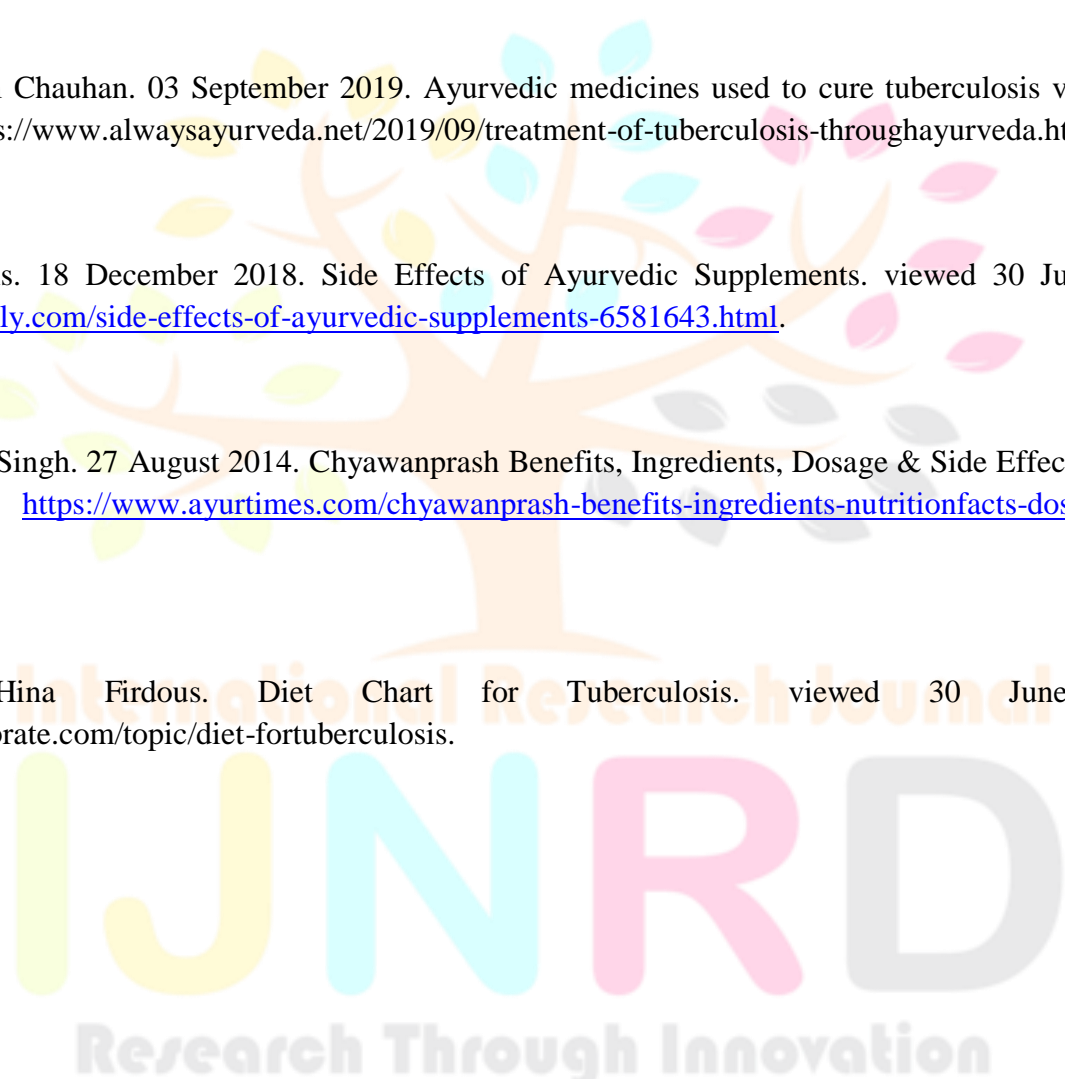 Chauhan. 03 September 2019. Ayurvedic medicines used to cure tuberculosis v
s://www.alwaysayurveda.net/2019/09/treatment-of-tuberculosis-throughayurveda.ht
s. 18 December 2018. Side Effects of Ayurvedic Supplements. viewed 30 Ju
ly.com/side-effects-of-ayurvedic-supplements-6581643.html.
Singh. 27 August 2014. Chyawanprash Benefits, Ingredients, Dosage & Side Effec
https://www.ayurtimes.com/chyawanprash-benefits-ingredients-nutritionfacts-dos
International Research Journal
Hina Firdous. Diet Chart for Tuberculosis. viewed 30 June
orate.com/topic/diet-fortuberculosis.
IJNRD
Research Through Innovation